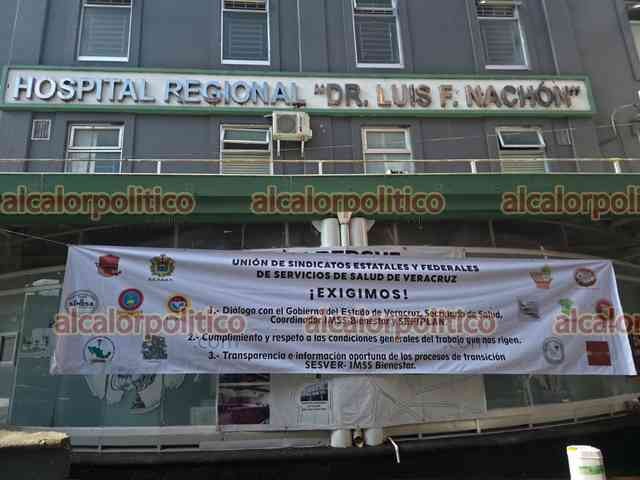 HOSPITAL REGIONAL "DR. LUIS F. NACHÓN"
alcalorpolitico alcalorpolitico alcalorpolitico
UNIÓN DE SINDICATOS ESTATALES Y FEDERALES
DE SERVICIOS DE SALUD DE VERACRUZ
¡EXIGIMOS!
1.- Diálogo con el Gobierno del Estado de Veracruz, Secretario de Salud,
Coordinador IMSS-Bienestar y SEFIPLAN.
alcalorpolitico alcalorpolitico alcalorpolitico
2.- Cumplimiento y respeto a las condiciones generales del trabajo que nos rigen.
3.- Transparencia e información oportuna de los procesos de transición
SESVER- IMSS Bienestar.